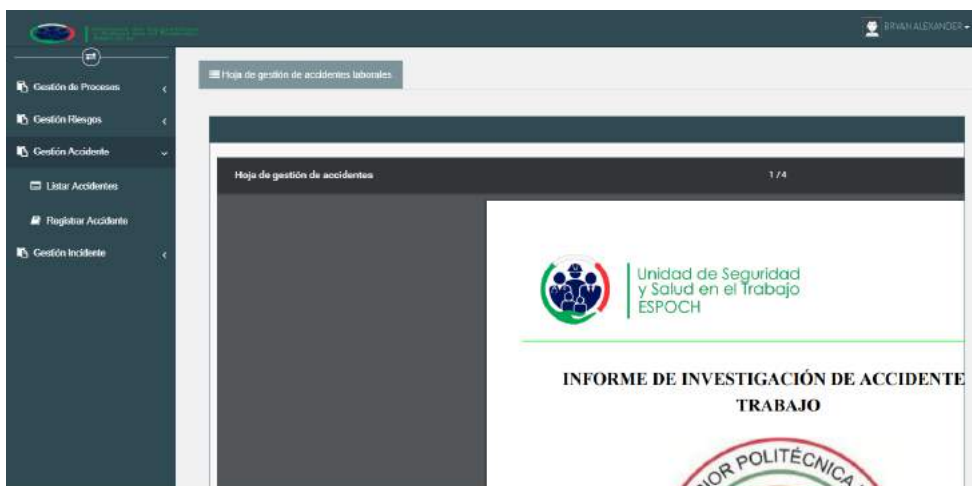 BRYAN ALEXANDER
Hoja de gestión de accidentes laborales
Gestión de Procesos
Gestión Riesgos
Gestión Accidente
Listar Accidentes
Registrar Accidente
Gestión Incidente
Hoja de gestión de accidentes
1 / 4
Unidad de Seguridad
y Salud en el Trabajo
ESPOCH
INFORME DE INVESTIGACIÓN DE ACCIDENTE
TRABAJO
IOR POLITÉCNICA